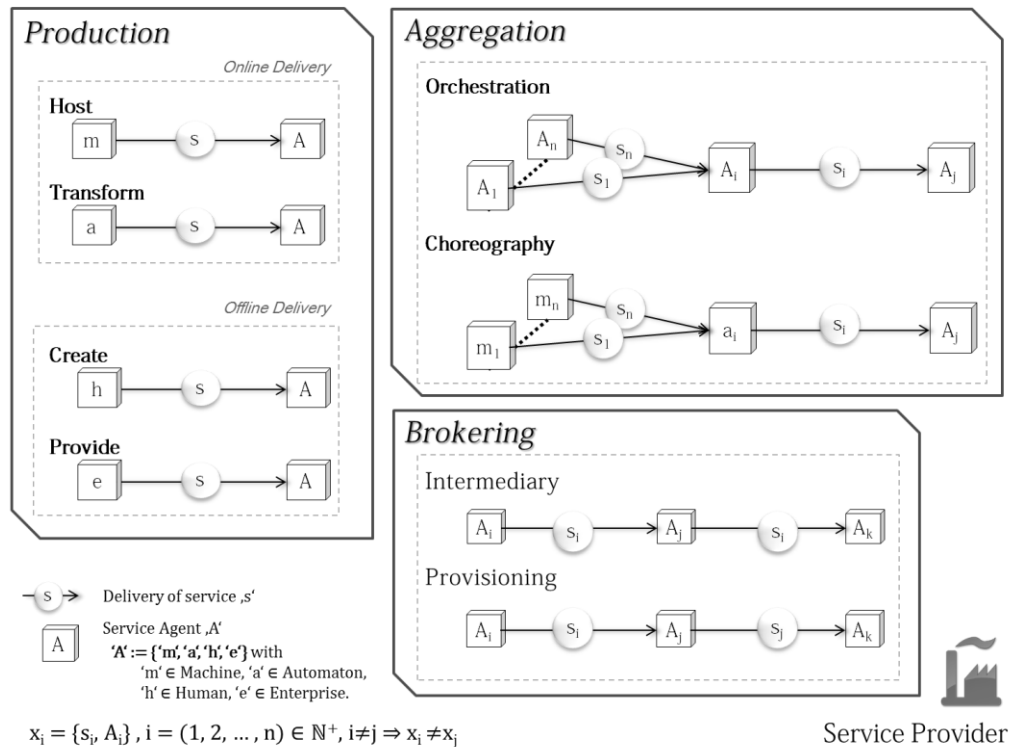 Production
Online Delivery
Host
m s A
Transform
a s A
Offline Delivery
Create
h s A
Provide
e s A
Aggregation
Orchestration
Aₙ sₙ
A₁ s₁ Aᵢ sᵢ Aⱼ
Choreography
mₙ sₙ
m₁ s₁ aᵢ sᵢ Aⱼ
Brokering
Intermediary
Aᵢ sᵢ Aⱼ sᵢ Aₖ
Provisioning
Aᵢ sᵢ Aⱼ sⱼ Aₖ
s Delivery of service ‚s‘
A Service Agent ‚A‘
‘A‘ := {‘m‘, ‘a‘, ‘h‘, ‘e‘} with
‘m‘ ∈ Machine, ‘a‘ ∈ Automaton,
‘h‘ ∈ Human, ‘e‘ ∈ Enterprise.
xᵢ = {sᵢ, Aᵢ} , i = (1, 2, … , n) ∈ ℕ⁺, i≠j ⇒ xᵢ ≠xⱼ
Service Provider